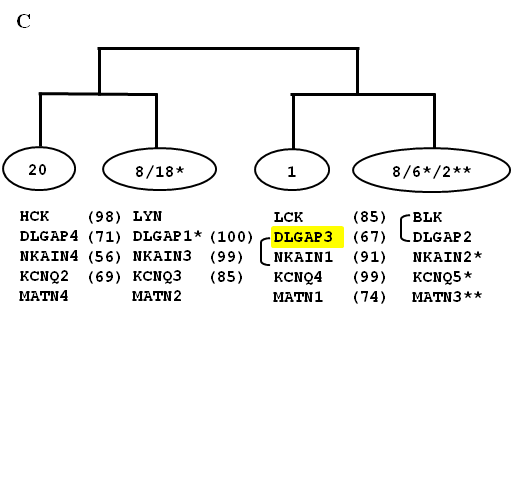 C
20 8/18* 1 8/6*/2**
HCK (98) LYN LCK (85) BLK
DLGAP4 (71) DLGAP1* (100) DLGAP3 (67) DLGAP2
NKAIN4 (56) NKAIN3 (99) NKAIN1 (91) NKAIN2*
KCNQ2 (69) KCNQ3 (85) KCNQ4 (99) KCNQ5*
MATN4 MATN2 MATN1 (74) MATN3**